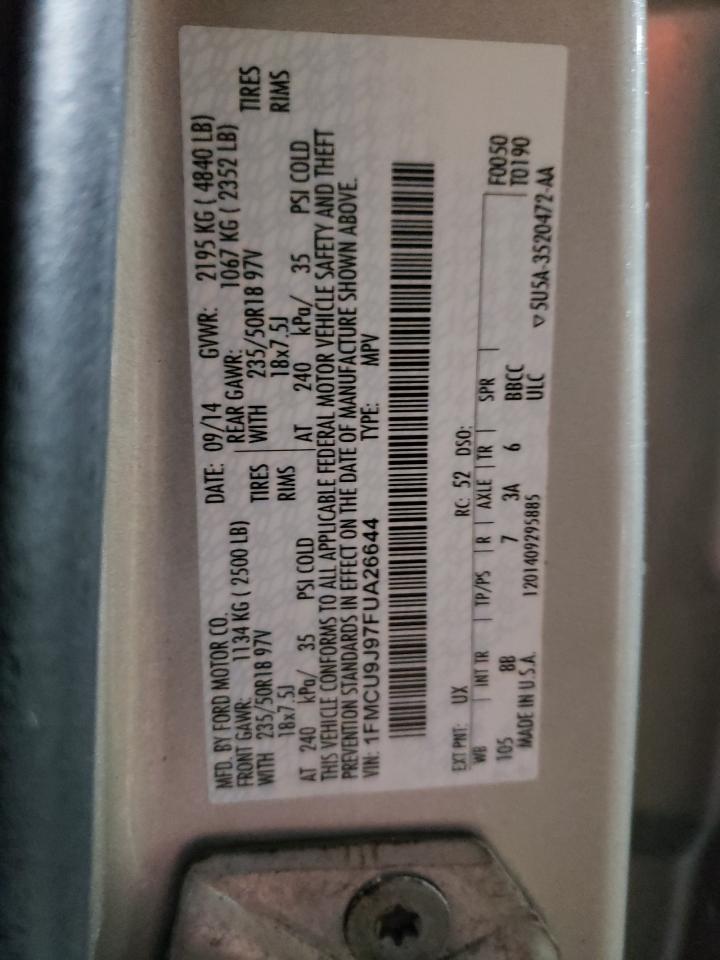 MFD. BY FORD MOTOR CO. DATE: 09/14 GVWR: 2195 KG ( 4840 LB)
FRONT GAWR: 1134 KG ( 2500 LB) REAR GAWR: 1067 KG ( 2352 LB)
WITH 235/50R18 97V TIRES WITH 235/50R18 97V TIRES
18x7.5J RIMS 18x7.5J RIMS
AT 240 kPa/ 35 PSI COLD AT 240 kPa/ 35 PSI COLD
THIS VEHICLE CONFORMS TO ALL APPLICABLE FEDERAL MOTOR VEHICLE SAFETY AND THEFT
PREVENTION STANDARDS IN EFFECT ON THE DATE OF MANUFACTURE SHOWN ABOVE.
VIN: 1FMCU9J97FUA26644 TYPE: MPV
EXT PNT: UX RC: 52 DSO:
WB INT TR TP/PS R AXLE TR SPR F0050
105 8B 7 3A 6 BBCC T0190
MADE IN U.S.A. 1201409295885 ULC ▽ 5U5A-3520472-AA